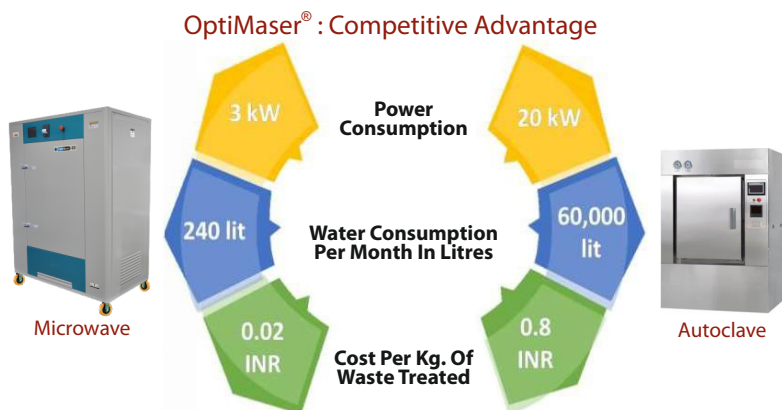 OptiMaser® : Competitive Advantage
3 kW
Power
Consumption
20 kW
240 lit
Water Consumption
Per Month In Litres
60,000
lit
0.02
INR
Cost Per Kg. Of
Waste Treated
0.8
INR
Microwave
Autoclave